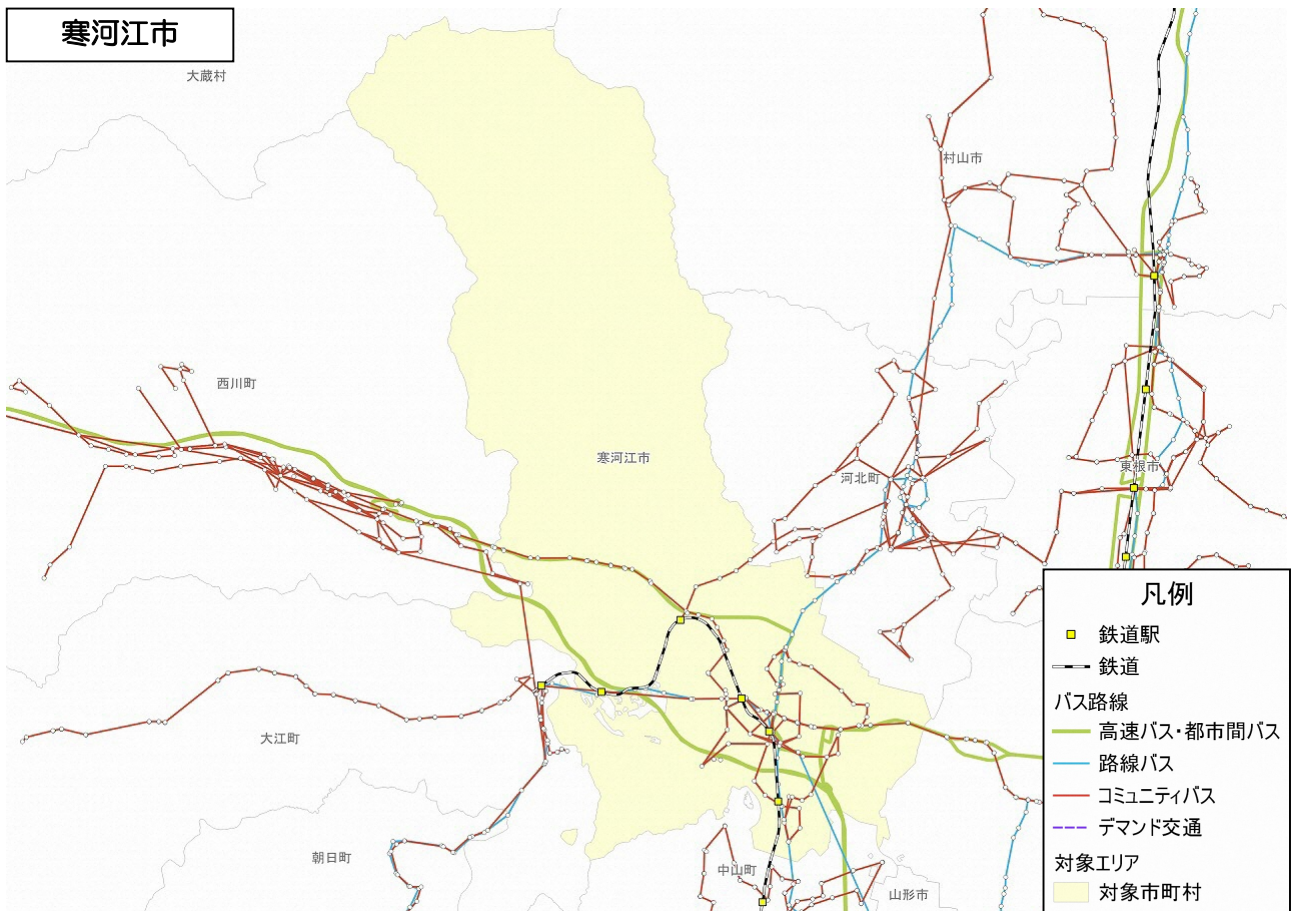 寒河江市
大蔵村
村山市
西川町
寒河江市
河北町
東根市
大江町
朝日町
中山町
山形市
凡例
鉄道駅
鉄道
バス路線
高速バス・都市間バス
路線バス
コミュニティバス
デマンド交通
対象エリア
対象市町村